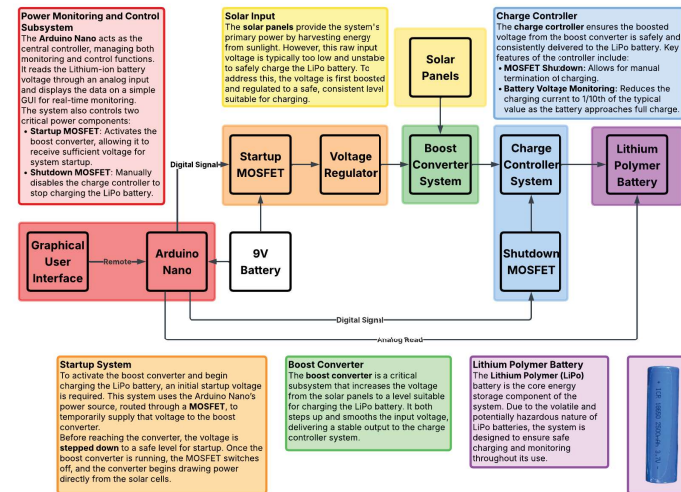 Power Monitoring and Control
Subsystem
The Arduino Nano acts as the
central controller, managing both
monitoring and control functions.
It reads the Lithium-ion battery
voltage through an analog input
and displays the data on a simple
GUI for real-time monitoring.
The system also controls two
critical power components:
• Startup MOSFET: Activates the
boost converter, allowing it to
receive sufficient voltage for
system startup.
• Shutdown MOSFET: Manually
disables the charge controller to
stop charging the LiPo battery.
Solar Input
The solar panels provide the system's
primary power by harvesting energy
from sunlight. However, this raw input
voltage is typically too low and unstable
to safely charge the LiPo battery. To
address this, the voltage is first boosted
and regulated to a safe, consistent level
suitable for charging.
Solar
Panels
Charge Controller
The charge controller ensures the boosted
voltage from the boost converter is safely and
consistently delivered to the LiPo battery. Key
features of the controller include:
• MOSFET Shutdown: Allows for manual
termination of charging.
• Battery Voltage Monitoring: Reduces the
charging current to 1/10th of the typical
value as the battery approaches full charge.
Digital Signal
Startup
MOSFET
Voltage
Regulator
Boost
Converter
System
Charge
Controller
System
Lithium
Polymer
Battery
Graphical
User
Interface
Remote
Arduino
Nano
9V
Battery
Shutdown
MOSFET
Digital Signal
Analog Read
Startup System
To activate the boost converter and begin
charging the LiPo battery, an initial startup voltage
is required. This system uses the Arduino Nano's
power source, routed through a MOSFET, to
temporarily supply that voltage to the boost
converter.
Before reaching the converter, the voltage is
stepped down to a safe level for startup. Once the
boost converter is running, the MOSFET switches
off, and the converter begins drawing power
directly from the solar cells.
Boost Converter
The boost converter is a critical
subsystem that increases the voltage
from the solar panels to a level suitable
for charging the LiPo battery. It both
steps up and smooths the input voltage,
delivering a stable output to the charge
controller system.
Lithium Polymer Battery
The Lithium Polymer (LiPo)
battery is the core energy
storage component of the
system. Due to the volatile and
potentially hazardous nature of
LiPo batteries, the system is
designed to ensure safe
charging and monitoring
throughout its use.